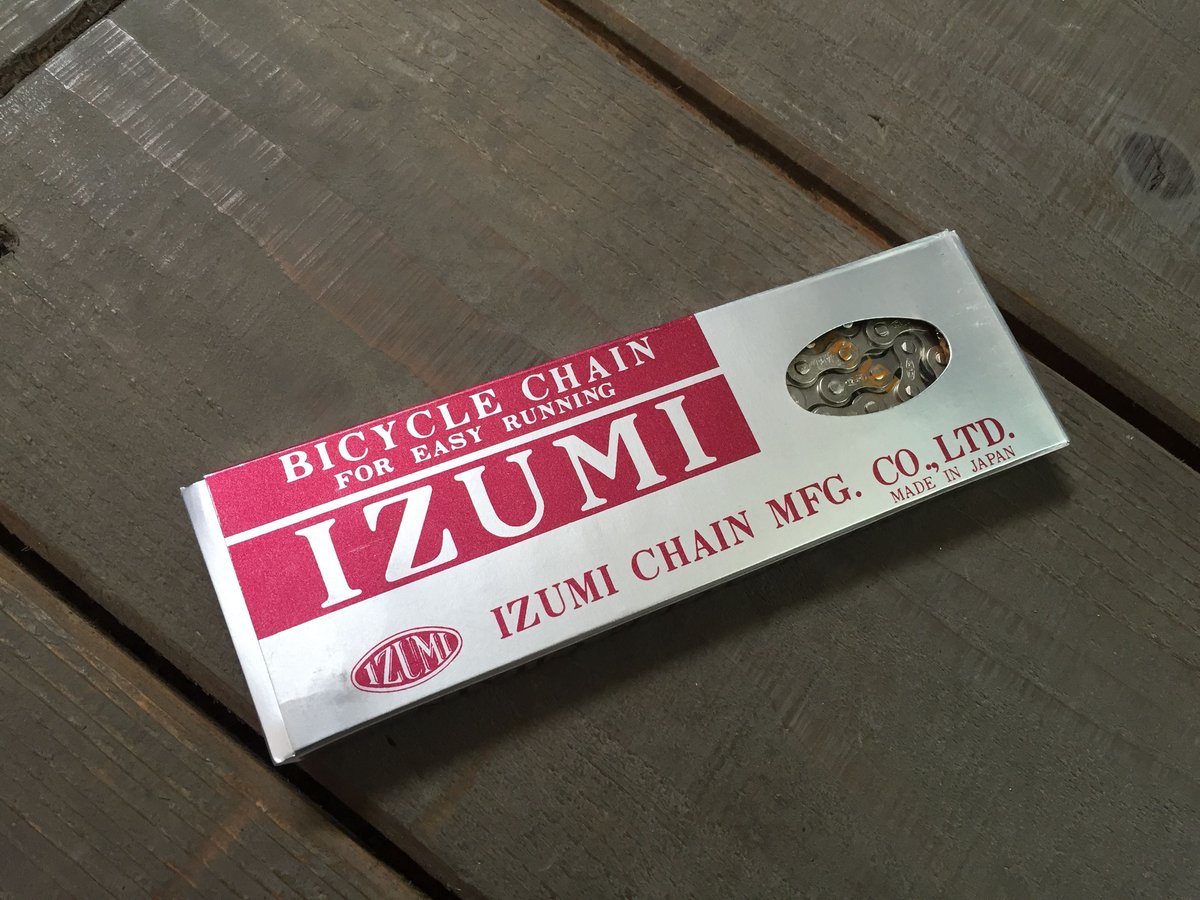 BICYCLE CHAIN
FOR EASY RUNNING
IZUMI
IZUMI CHAIN MFG. CO.,LTD.
MADE IN JAPAN
IZUMI